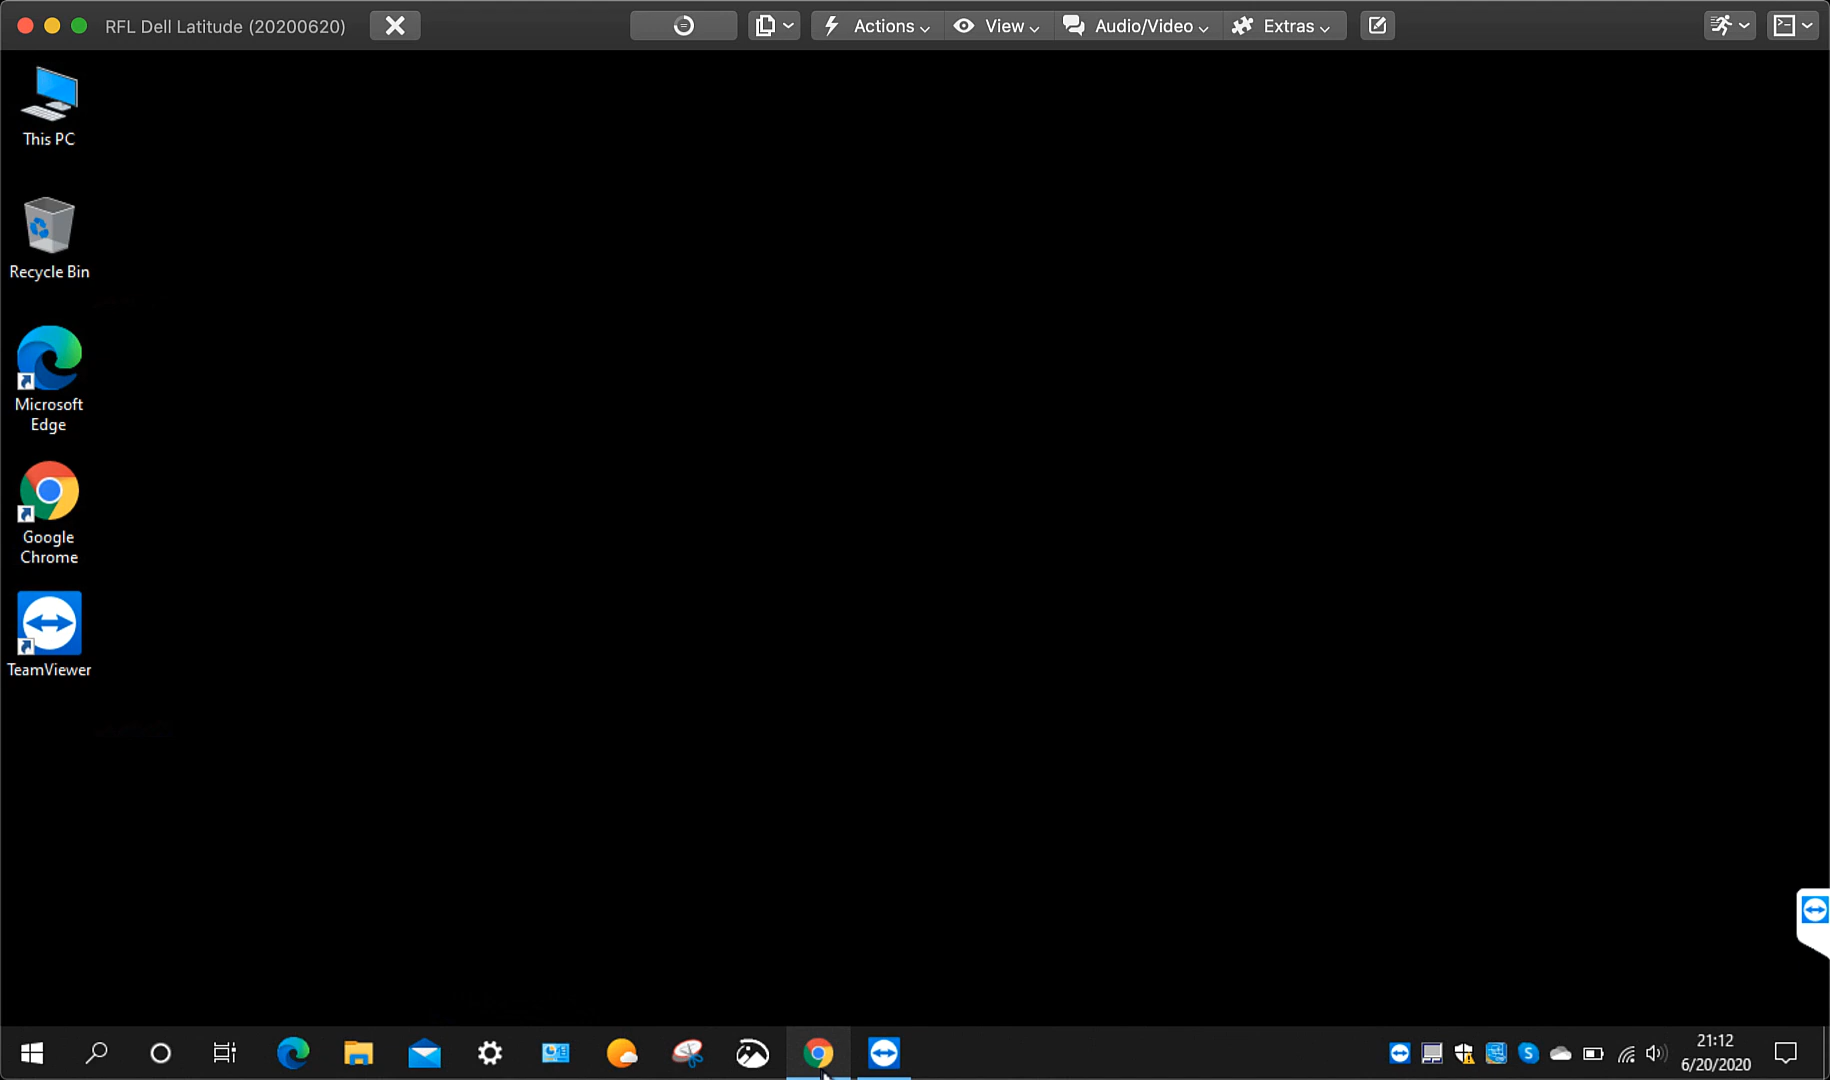 RFL Dell Latitude (20200620)
Actions
View
Audio/Video
Extras
This PC
Recycle Bin
Microsoft
Edge
Google
Chrome
TeamViewer
21:12
6/20/2020